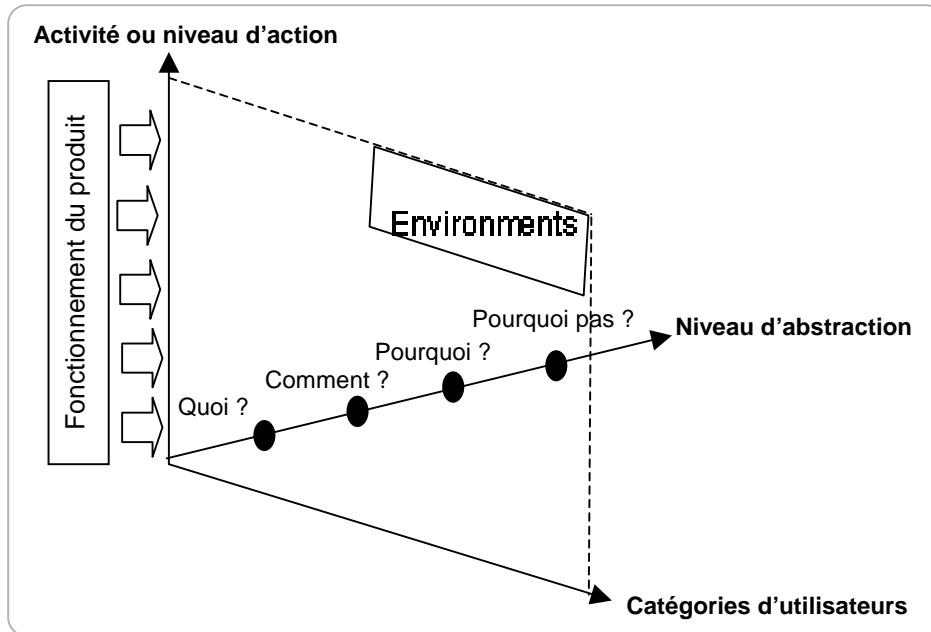 Activité ou niveau d’action
Fonctionnement du produit
Environments
Pourquoi pas ?
Niveau d’abstraction
Pourquoi ?
Comment ?
Quoi ?
Catégories d’utilisateurs